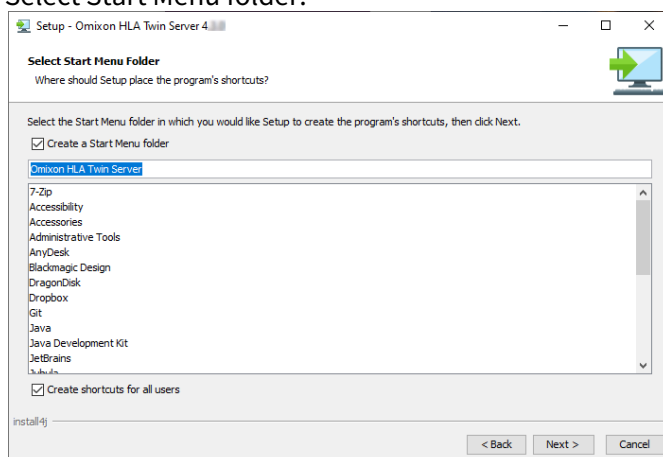 Select Start Menu folder:
Setup - Omixon HLA Twin Server 4.
Select Start Menu Folder
Where should Setup place the program's shortcuts?
Select the Start Menu folder in which you would like Setup to create the program's shortcuts, then click Next.
Create a Start Menu folder
Omixon HLA Twin Server
7-Zip
Accessibility
Accessories
Administrative Tools
AnyDesk
Blackmagic Design
DragonDisk
Dropbox
Git
Java
Java Development Kit
JetBrains
Create shortcuts for all users
install4j
< Back Next > Cancel